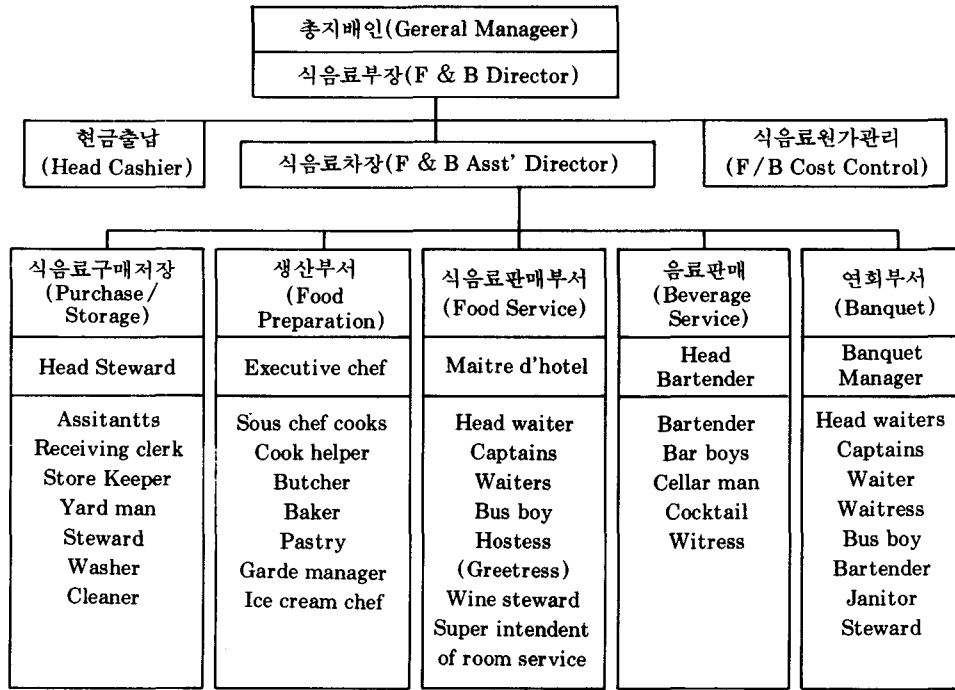 총지배인(Gereral Manageer)
식음료부장(F & B Director)
현금출납
(Head Cashier)
식음료차장(F & B Asst' Director)
식음료원가관리
(F/B Cost Control)
식음료구매저장
(Purchase/
Storage)
Head Steward
Assitantts
Receiving clerk
Store Keeper
Yard man
Steward
Washer
Cleaner
생산부서
(Food
Preparation)
Executive chef
Sous chef cooks
Cook helper
Butcher
Baker
Pastry
Garde manager
Ice cream chef
식음료판매부서
(Food Service)
Maitre d'hotel
Head waiter
Captains
Waiters
Bus boy
Hostess
(Greetress)
Wine steward
Super intendent
of room service
음료판매
(Beverage
Service)
Head
Bartender
Bartender
Bar boys
Cellar man
Cocktail
Witress
연회부서
(Banquet)
Banquet
Manager
Head waiters
Captains
Waiter
Waitress
Bus boy
Bartender
Janitor
Steward